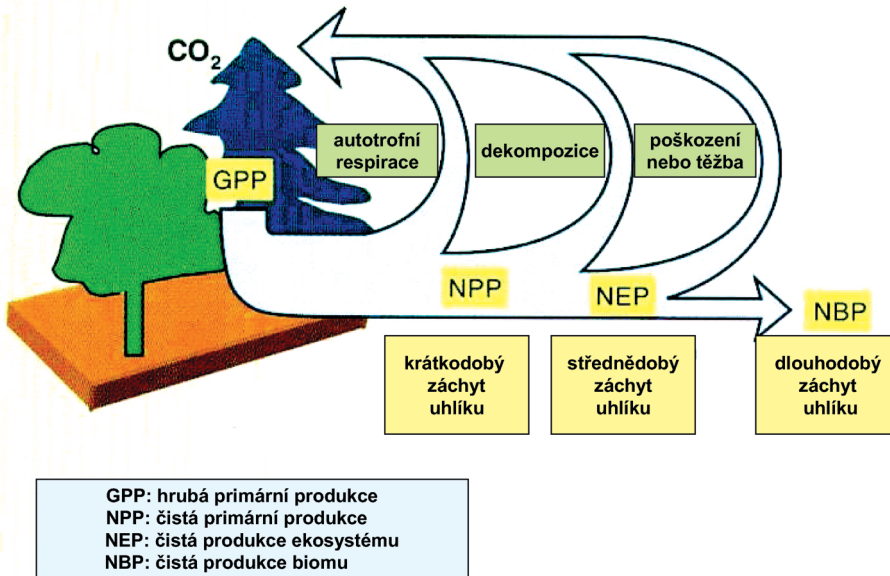 CO2
GPP
autotrofní
respirace
dekompozice
poškození
nebo těžba
NPP
NEP
NBP
krátkodobý
záchyt
uhlíku
střednědobý
záchyt
uhlíku
dlouhodobý
záchyt
uhlíku
GPP: hrubá primární produkce
NPP: čistá primární produkce
NEP: čistá produkce ekosystému
NBP: čistá produkce biomu